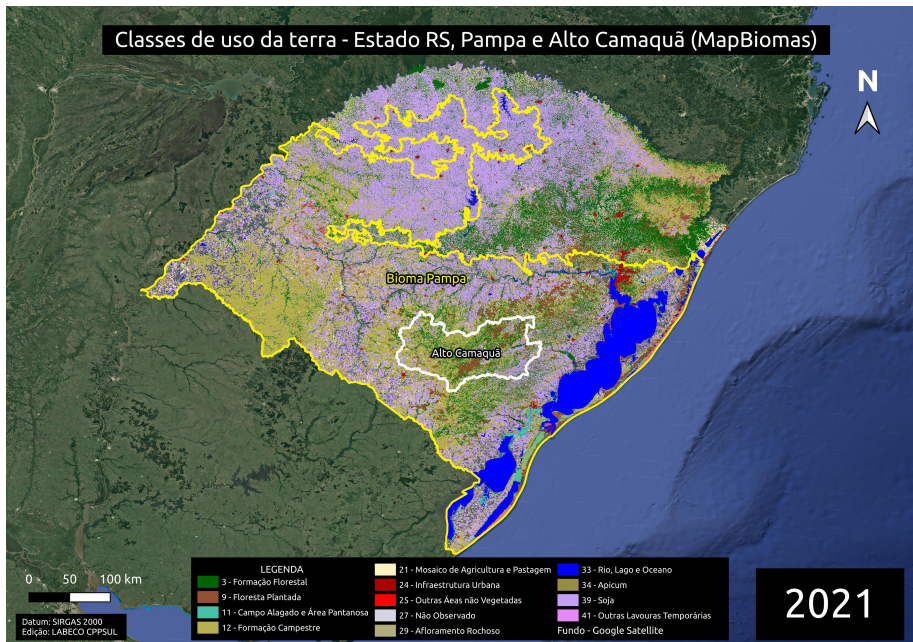 Classes de uso da terra - Estado RS, Pampa e Alto Camaquã (MapBiomas)
N
Bioma Pampa
Alto Camaquã
0 50 100 km
Datum: SIRGAS 2000
Edição: LABECO CPPSUL
LEGENDA
3 - Formação Florestal
9 - Floresta Plantada
11 - Campo Alagado e Área Pantanosa
12 - Formação Campestre
21 - Mosaico de Agricultura e Pastagem
24 - Infraestrutura Urbana
25 - Outras Áeas não Vegetadas
27 - Não Observado
29 - Afloramento Rochoso
33 - Rio, Lago e Oceano
34 - Apicum
39 - Soja
41 - Outras Lavouras Temporárias
Fundo - Google Satellite
2021